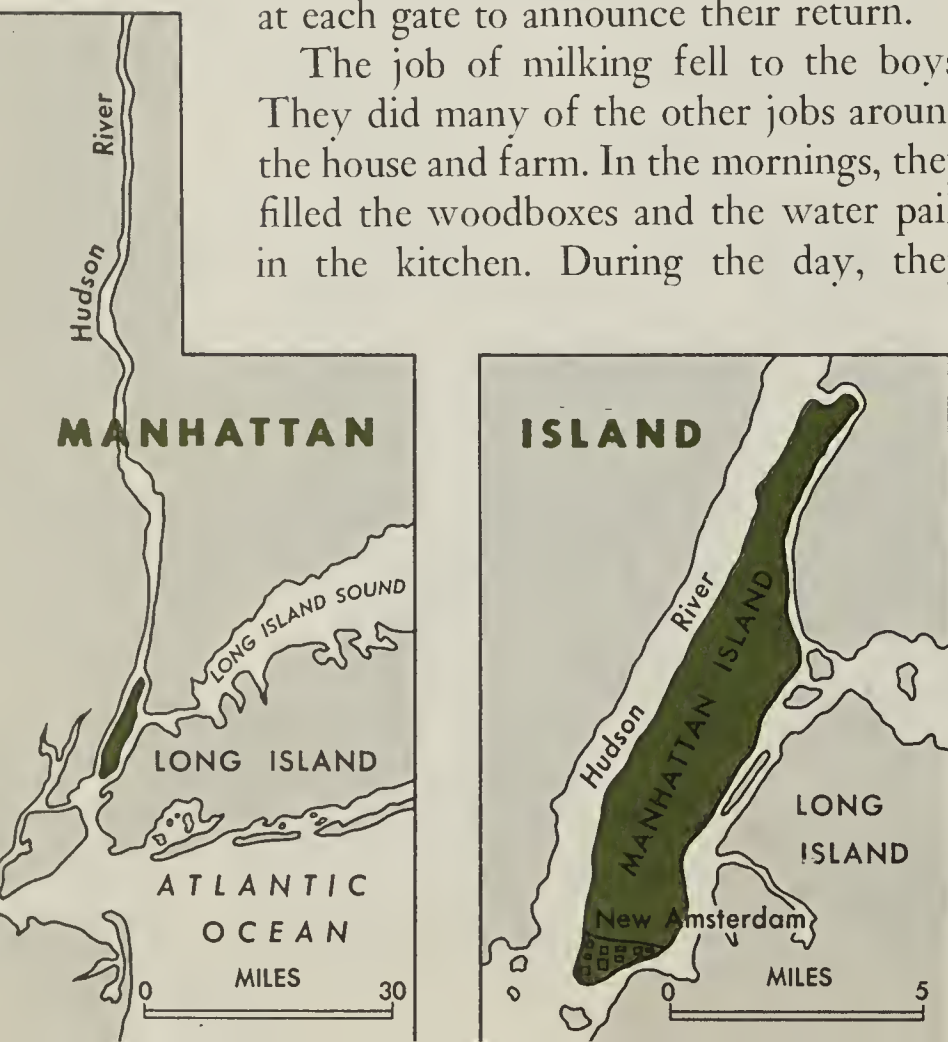 at each gate to announce their return.
The job of milking fell to the boys
They did many of the other jobs aroun
the house and farm. In the mornings, the
filled the woodboxes and the water pai
in the kitchen. During the day, the
Hudson River
MANHATTAN
LONG ISLAND SOUND
LONG ISLAND
ATLANTIC
OCEAN
MILES
0 30
ISLAND
Hudson River
MANHATTAN ISLAND
LONG
ISLAND
New Amsterdam
MILES
0 5